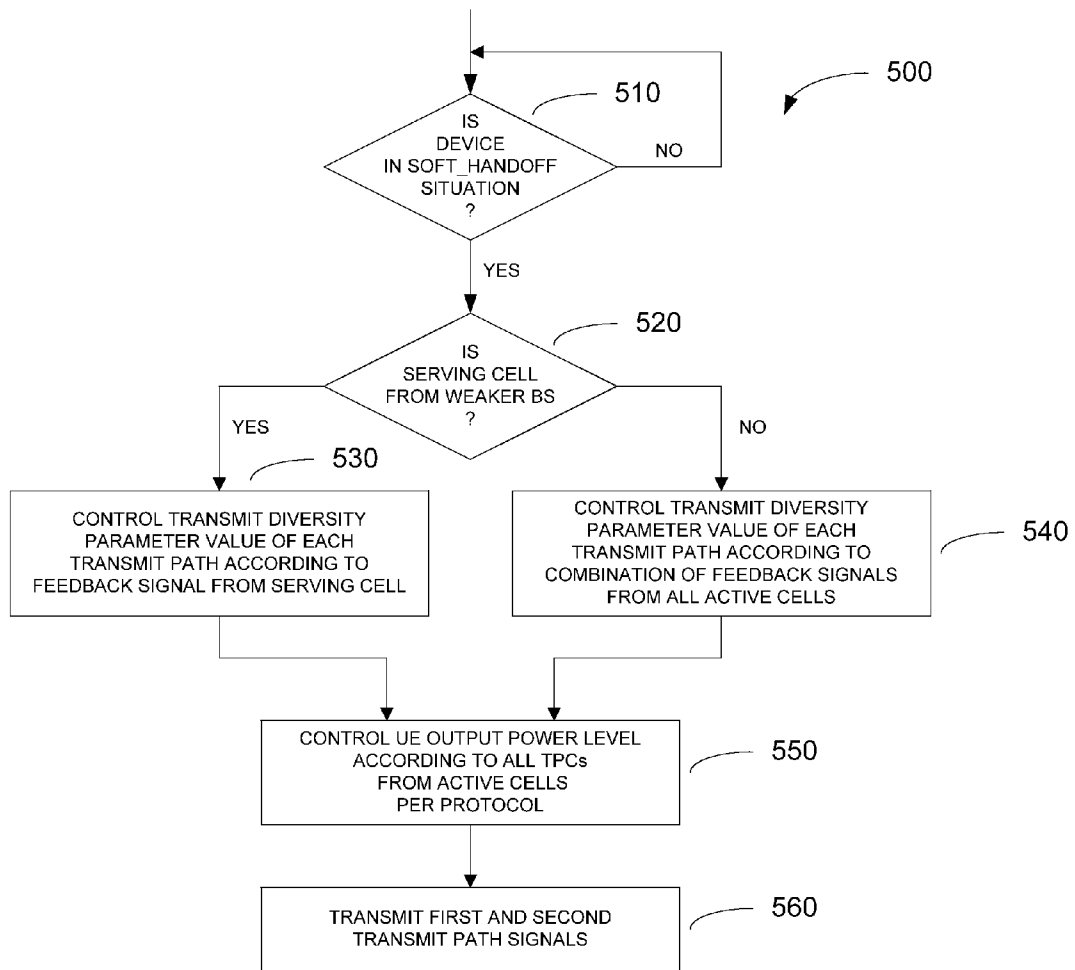 500
510
IS
DEVICE
IN SOFT_HANDOFF
SITUATION
?
NO
YES
520
IS
SERVING CELL
FROM WEAKER BS
?
YES
NO
530
CONTROL TRANSMIT DIVERSITY
PARAMETER VALUE OF EACH
TRANSMIT PATH ACCORDING TO
FEEDBACK SIGNAL FROM SERVING CELL
CONTROL TRANSMIT DIVERSITY
PARAMETER VALUE OF EACH
TRANSMIT PATH ACCORDING TO
COMBINATION OF FEEDBACK SIGNALS
FROM ALL ACTIVE CELLS
540
CONTROL UE OUTPUT POWER LEVEL
ACCORDING TO ALL TPCs
FROM ACTIVE CELLS
PER PROTOCOL
550
TRANSMIT FIRST AND SECOND
TRANSMIT PATH SIGNALS
560